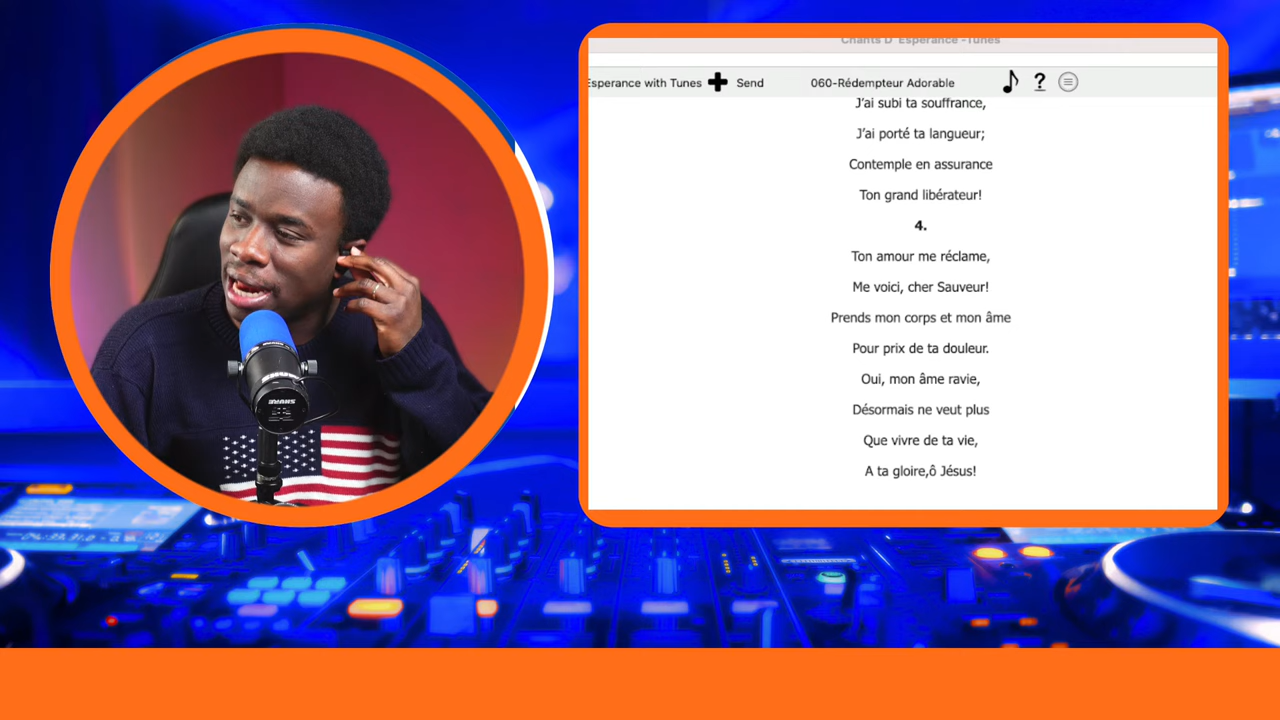 Chants D' Esperance -Tunes
Esperance with Tunes
Send
060-Rédempteur Adorable
?
J'ai subi ta souffrance,
J'ai porté ta langueur;
Contemple en assurance
Ton grand libérateur!
4.
Ton amour me réclame,
Me voici, cher Sauveur!
Prends mon corps et mon âme
Pour prix de ta douleur.
Oui, mon âme ravie,
Désormais ne veut plus
Que vivre de ta vie,
A ta gloire,ô Jésus!
SHURE